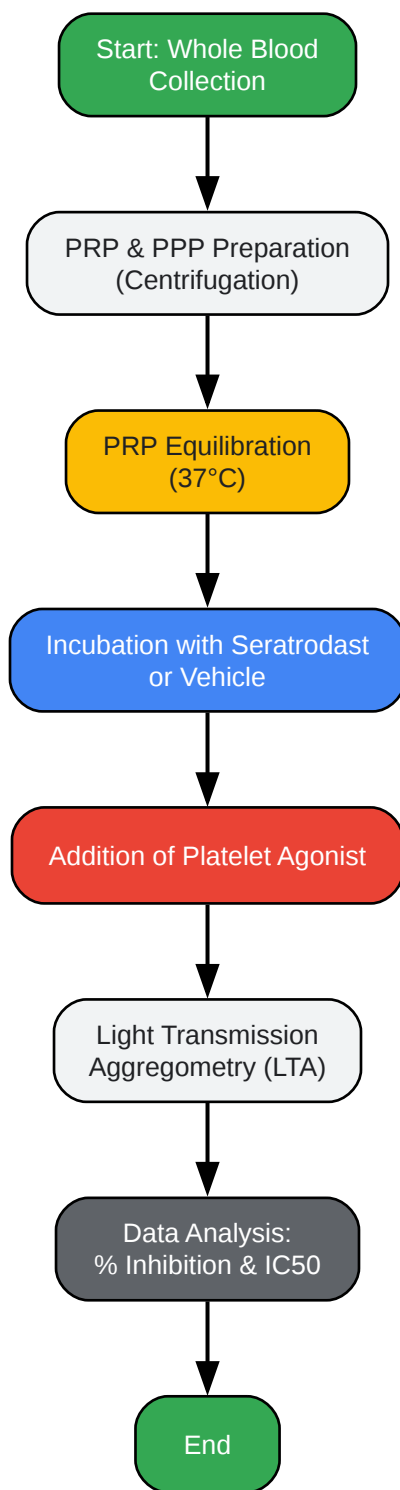 Start: Whole Blood
Collection
PRP & PPP Preparation
(Centrifugation)
PRP Equilibration
(37°C)
Incubation with Seratrodast
or Vehicle
Addition of Platelet Agonist
Light Transmission
Aggregometry (LTA)
Data Analysis:
% Inhibition & IC50
End